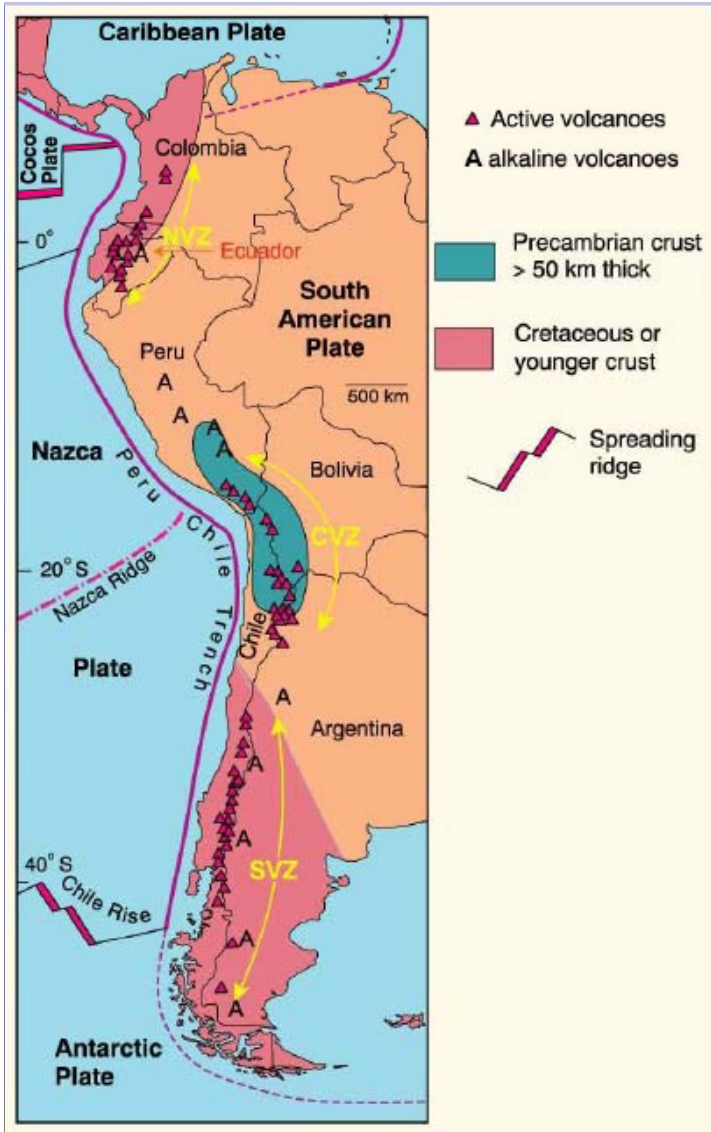 Caribbean Plate
Cocos
Plate
Colombia
0°
NVZ
A
Ecuador
South
American
Plate
Peru
A
500 km
A
A
Nazca
A
Bolivia
Peru Chile Trench
CVZ
20° S
Nazca Ridge
Chile
Plate
A
Argentina
A
A
40° S
SVZ
Chile Rise
A
A
Antarctic
Plate
Active volcanoes
A alkaline volcanoes
Precambrian crust
> 50 km thick
Cretaceous or
younger crust
Spreading
ridge